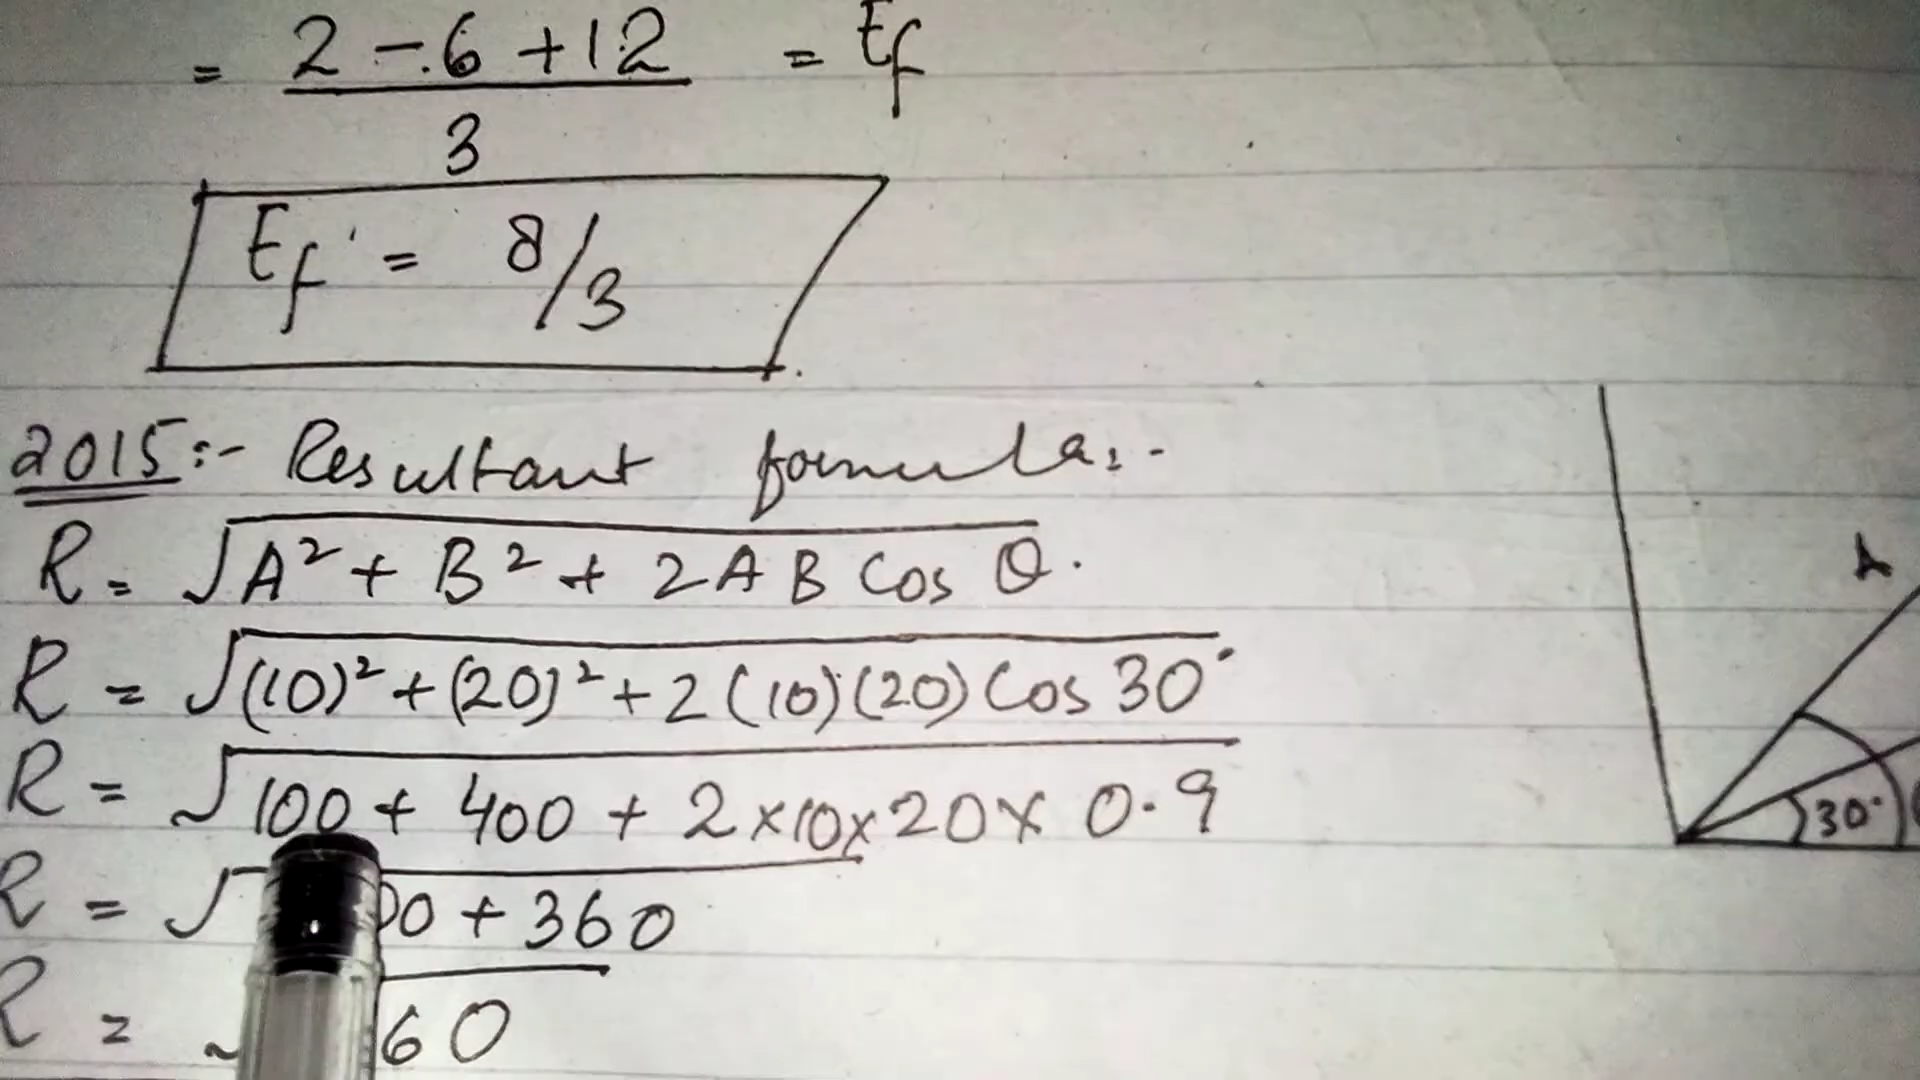 = 2 - .6 + 12 = Ef
3
Ef = 8/3
2015:- Resultant formula:-
R = √A² + B² + 2AB Cos θ.
A
R = √(10)² + (20)² + 2(10)(20) Cos 30°
R = √100 + 400 + 2×10×20× 0.9
30°
R = √ 00 + 360
R = √ 60